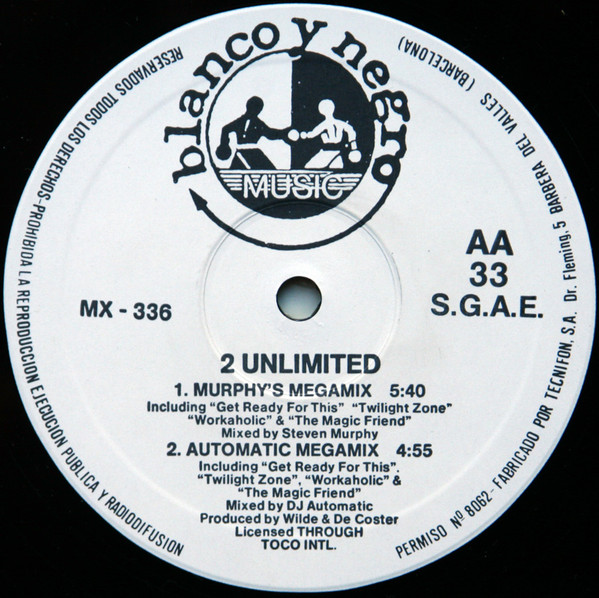 blanco y negro
MUSIC
MX - 336
AA
33
S.G.A.E.
2 UNLIMITED
1. MURPHY'S MEGAMIX 5:40
Including "Get Ready For This" "Twilight Zone"
"Workaholic" & "The Magic Friend"
Mixed by Steven Murphy
2. AUTOMATIC MEGAMIX 4:55
Including "Get Ready For This".
"Twilight Zone". "Workaholic" &
"The Magic Friend"
Mixed by DJ Automatic
Produced by Wilde & De Coster
Licensed THROUGH
TOCO INTL.
RESERVADOS TODOS LOS DERECHOS-PROHIBIDA LA REPRODUCCION EJECUCION PUBLICA Y RADIODIFUSION
PERMISO Nº 8062- FABRICADO POR TECNIFON, S.A. Dr. Fleming, 5 BARBERA DEL VALLES (BARCELONA)